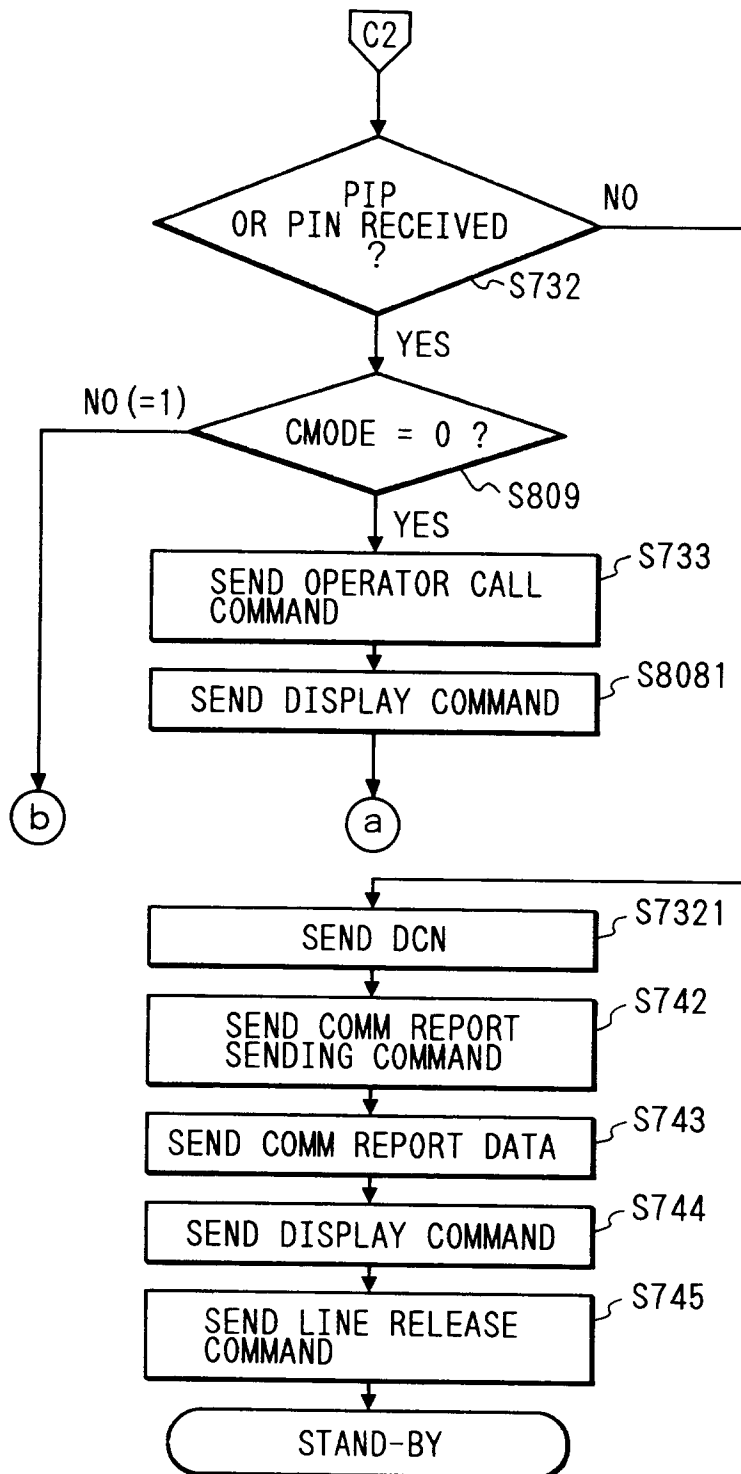 C2
PIP
OR PIN RECEIVED
?
NO
S732
YES
NO(=1)
CMODE = 0 ?
S809
YES
SEND OPERATOR CALL
COMMAND
S733
SEND DISPLAY COMMAND
S8081
b
a
SEND DCN
S7321
SEND COMM REPORT
SENDING COMMAND
S742
SEND COMM REPORT DATA
S743
SEND DISPLAY COMMAND
S744
SEND LINE RELEASE
COMMAND
S745
STAND-BY